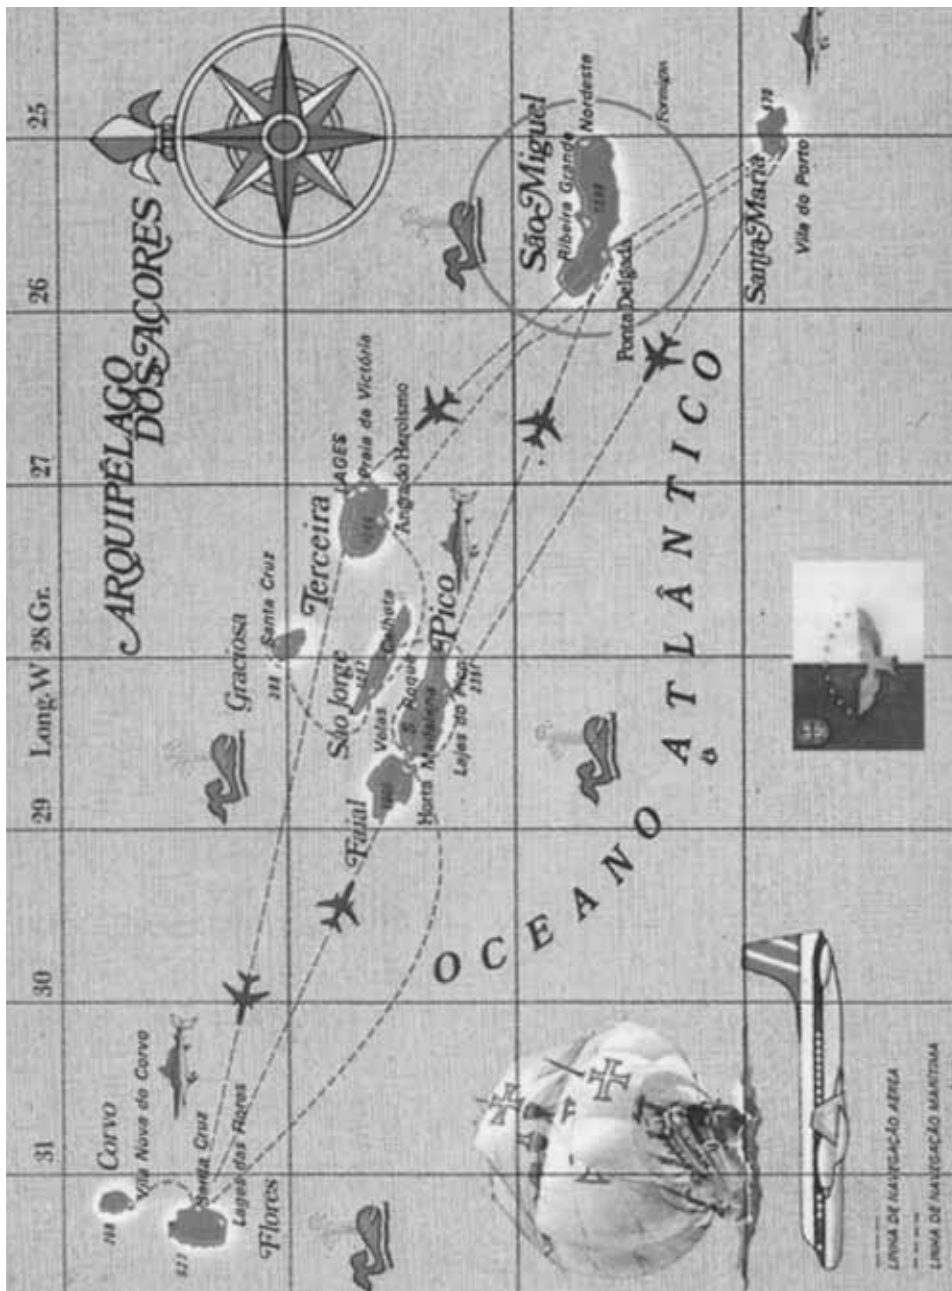 ARQUIPÉLAGO
DOS AÇORES
31
30
29
Long. W 28 Gr.
27
26
25
Corvo
Vila Nova do Corvo
Santa Cruz
Lages das Flores
Flores
Graciosa
Santa Cruz
Terceira
LAGES
Praia da Victória
Angra do Heroísmo
São Jorge
Velas
Calheta
Faial
Horta
Madalena
S. Roque
Pico
Lajes do Pico
São Miguel
Ribeira Grande
Nordeste
Ponta Delgada
Formigas
Santa Maria
Vila do Porto
OCEANO
ATLÂNTICO
LINHA DE NAVEGAÇÃO AÉREA
LINHA DE NAVEGAÇÃO MARÍTIMA